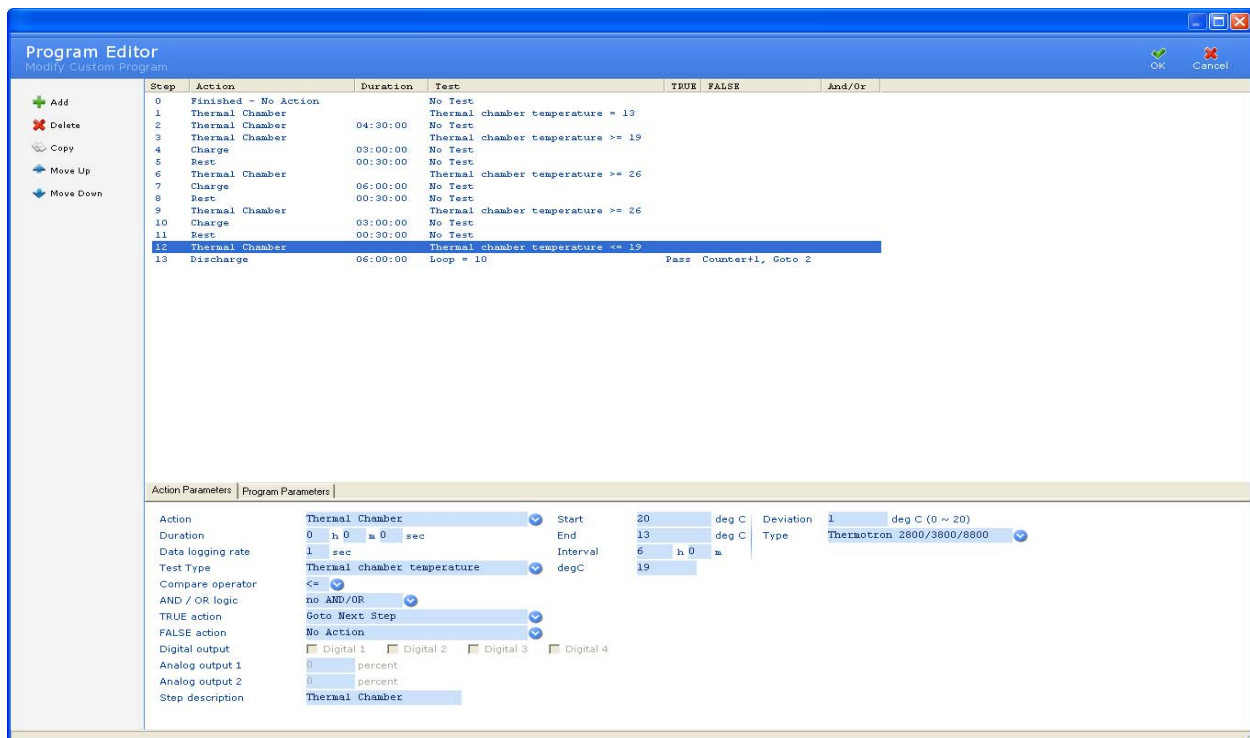 Program Editor
Modify Custom Program
OK Cancel
Add
Delete
Copy
Move Up
Move Down
Step Action Duration Test TRUE FALSE And/Or
0 Finished - No Action No Test
1 Thermal Chamber Thermal chamber temperature = 13
2 Thermal Chamber 04:30:00 No Test
3 Thermal Chamber Thermal chamber temperature >= 19
4 Charge 03:00:00 No Test
5 Rest 00:30:00 No Test
6 Thermal Chamber Thermal chamber temperature >= 26
7 Charge 06:00:00 No Test
8 Rest 00:30:00 No Test
9 Thermal Chamber Thermal chamber temperature >= 26
10 Charge 03:00:00 No Test
11 Rest 00:30:00 No Test
12 Thermal Chamber Thermal chamber temperature <= 19
13 Discharge 06:00:00 Loop = 10 Pass Counter+1, Goto 2
Action Parameters Program Parameters
Action Thermal Chamber Start 20 deg C Deviation 1 deg C (0 ~ 20)
Duration 0 h 0 m 0 sec End 13 deg C Type Thermotron 2800/3800/8800
Data logging rate 1 sec Interval 6 h 0 m
Test Type Thermal chamber temperature degC 19
Compare operator <=
AND / OR logic no AND/OR
TRUE action Goto Next Step
FALSE action No Action
Digital output Digital 1 Digital 2 Digital 3 Digital 4
Analog output 1 0 percent
Analog output 2 0 percent
Step description Thermal Chamber